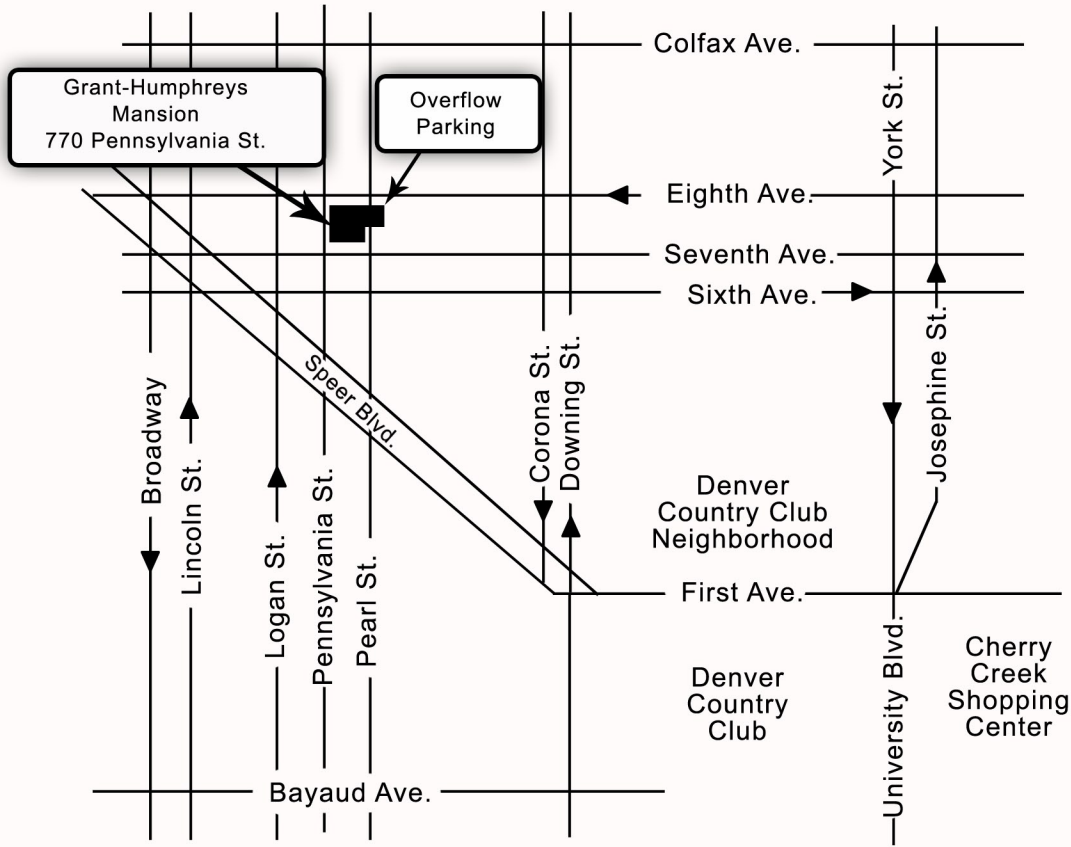 Colfax Ave.
Grant-Humphreys
Mansion
770 Pennsylvania St.
Overflow
Parking
York St.
Eighth Ave.
Seventh Ave.
Sixth Ave.
Josephine St.
Speer Blvd.
Corona St.
Downing St.
Broadway
Lincoln St.
Logan St.
Pennsylvania St.
Pearl St.
Denver
Country Club
Neighborhood
First Ave.
University Blvd.
Denver
Country
Club
Cherry
Creek
Shopping
Center
Bayaud Ave.